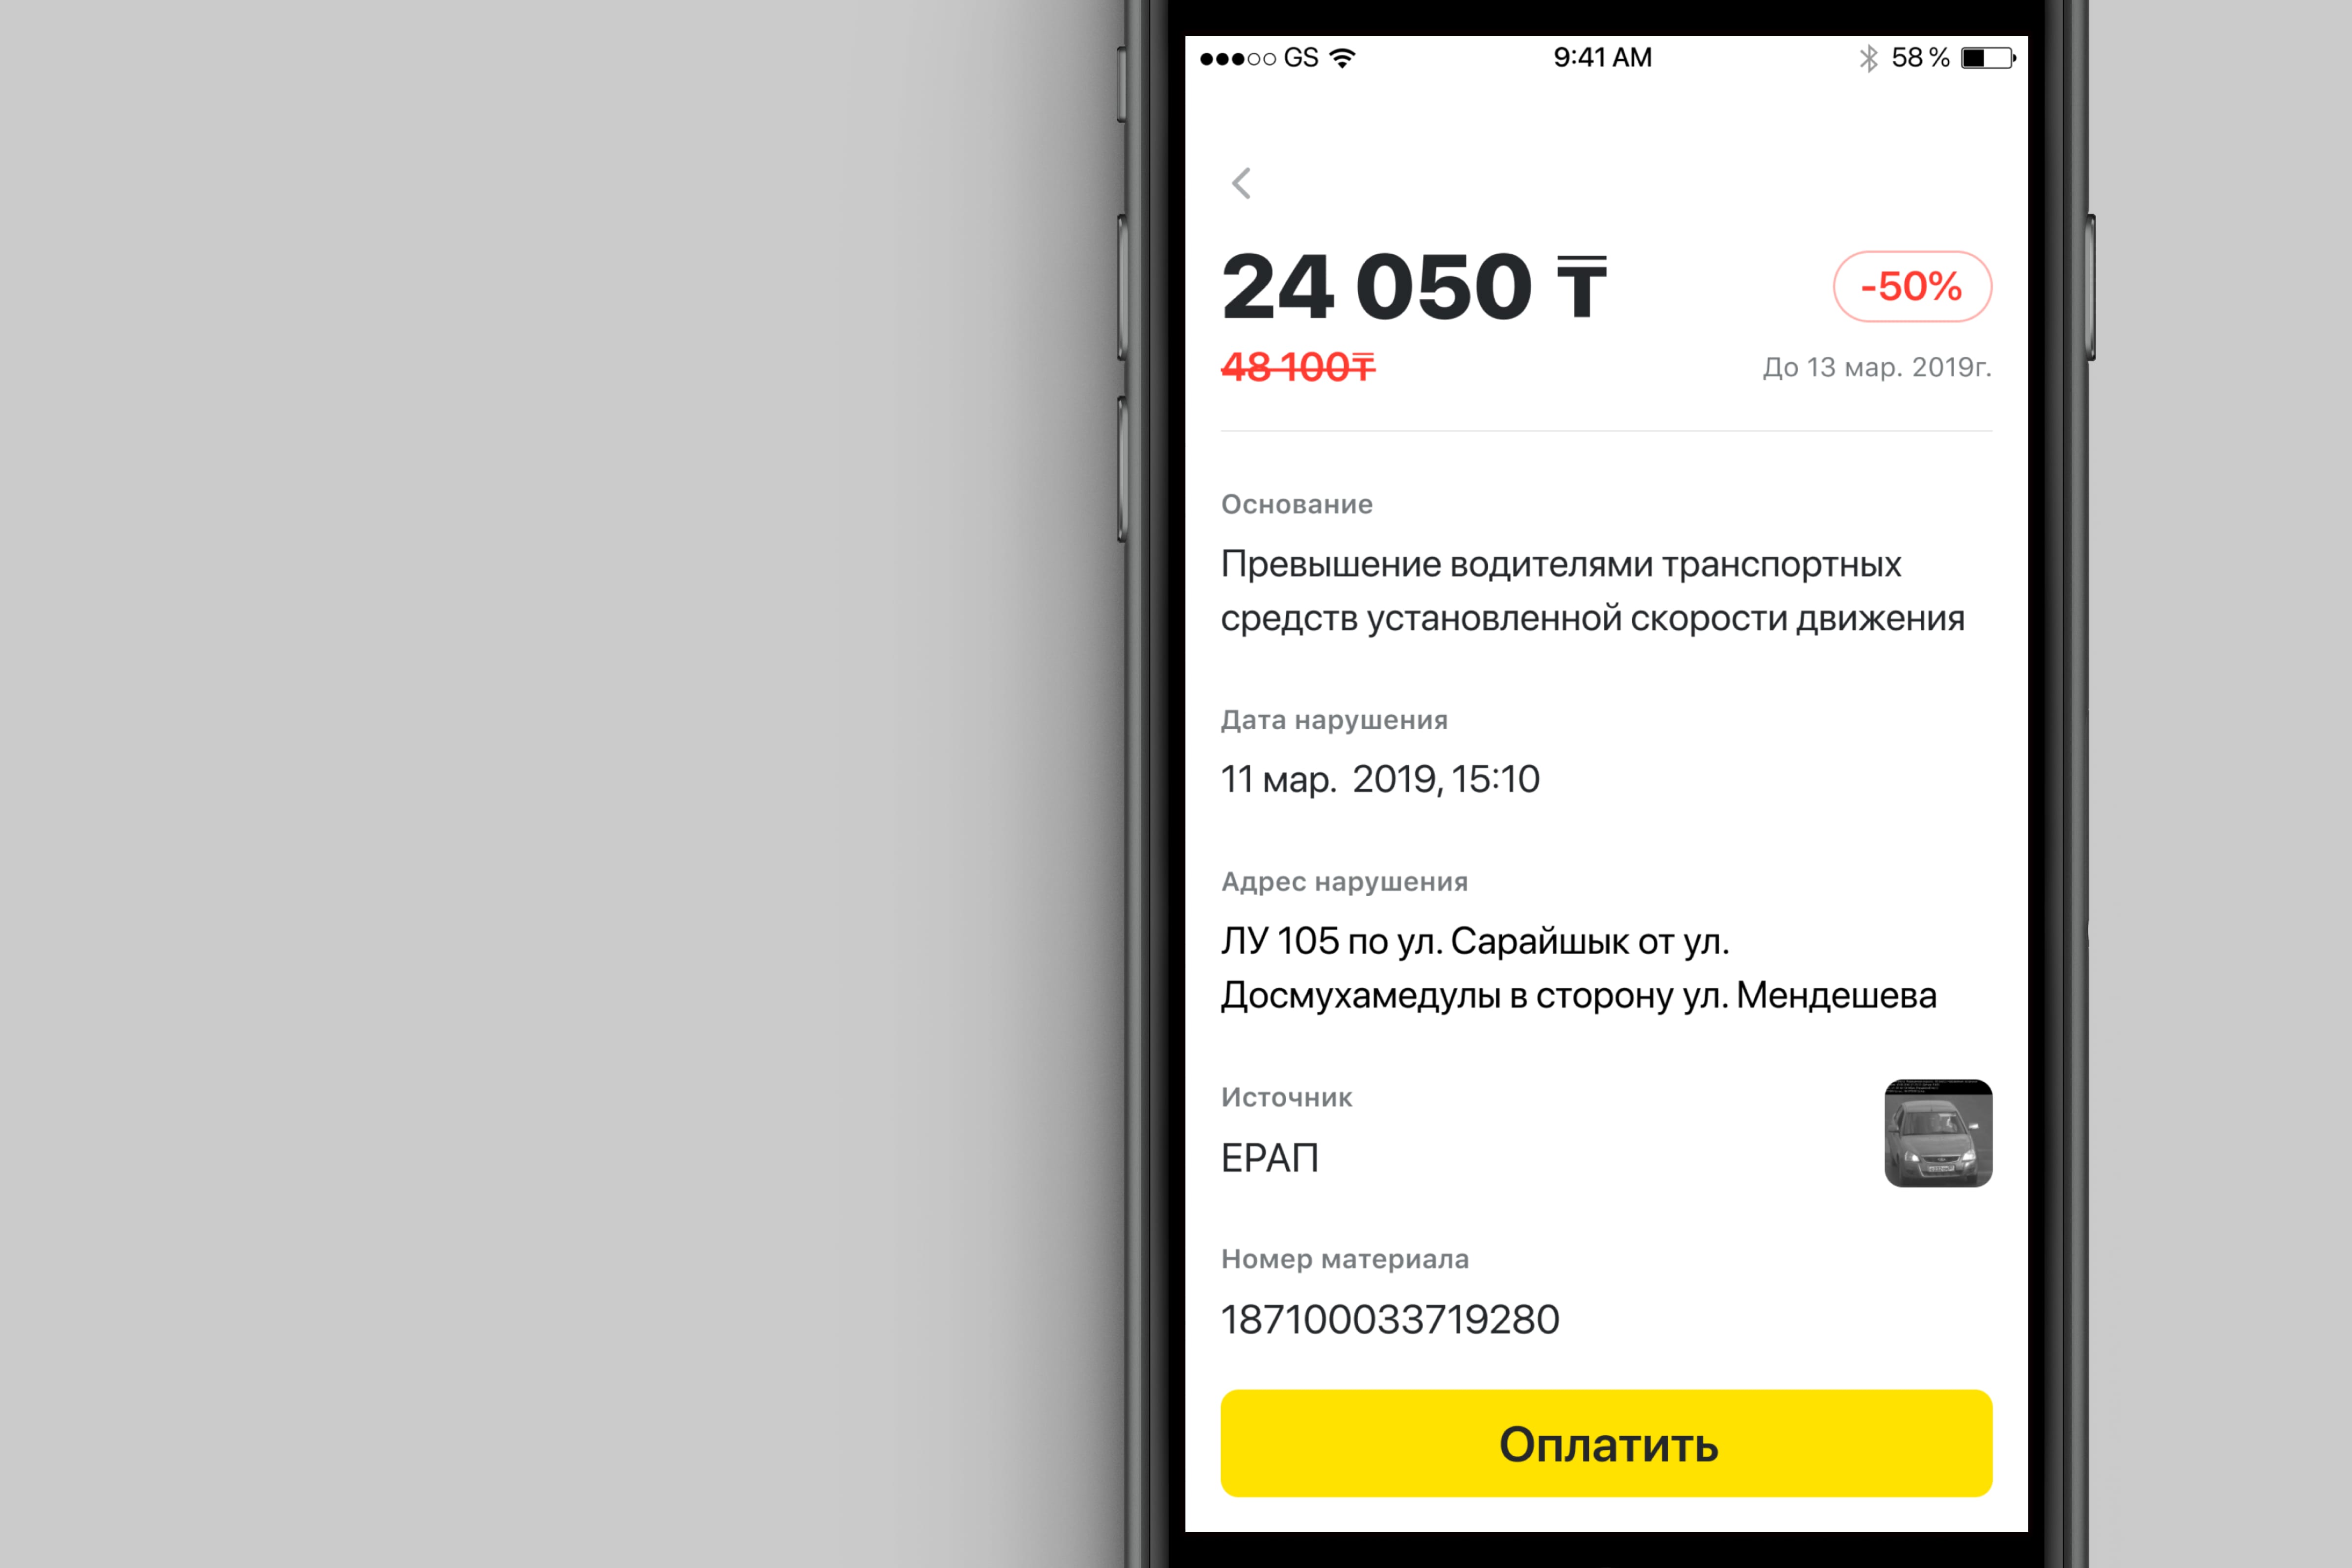 GS 9:41 AM 58 %
24 050 ₸ -50%
48 100₸ До 13 мар. 2019г.
Основание
Превышение водителями транспортных
средств установленной скорости движения
Дата нарушения
11 мар. 2019, 15:10
Адрес нарушения
ЛУ 105 по ул. Сарайшык от ул.
Досмухамедулы в сторону ул. Мендешева
Источник
ЕРАП
Номер материала
187100033719280
Оплатить